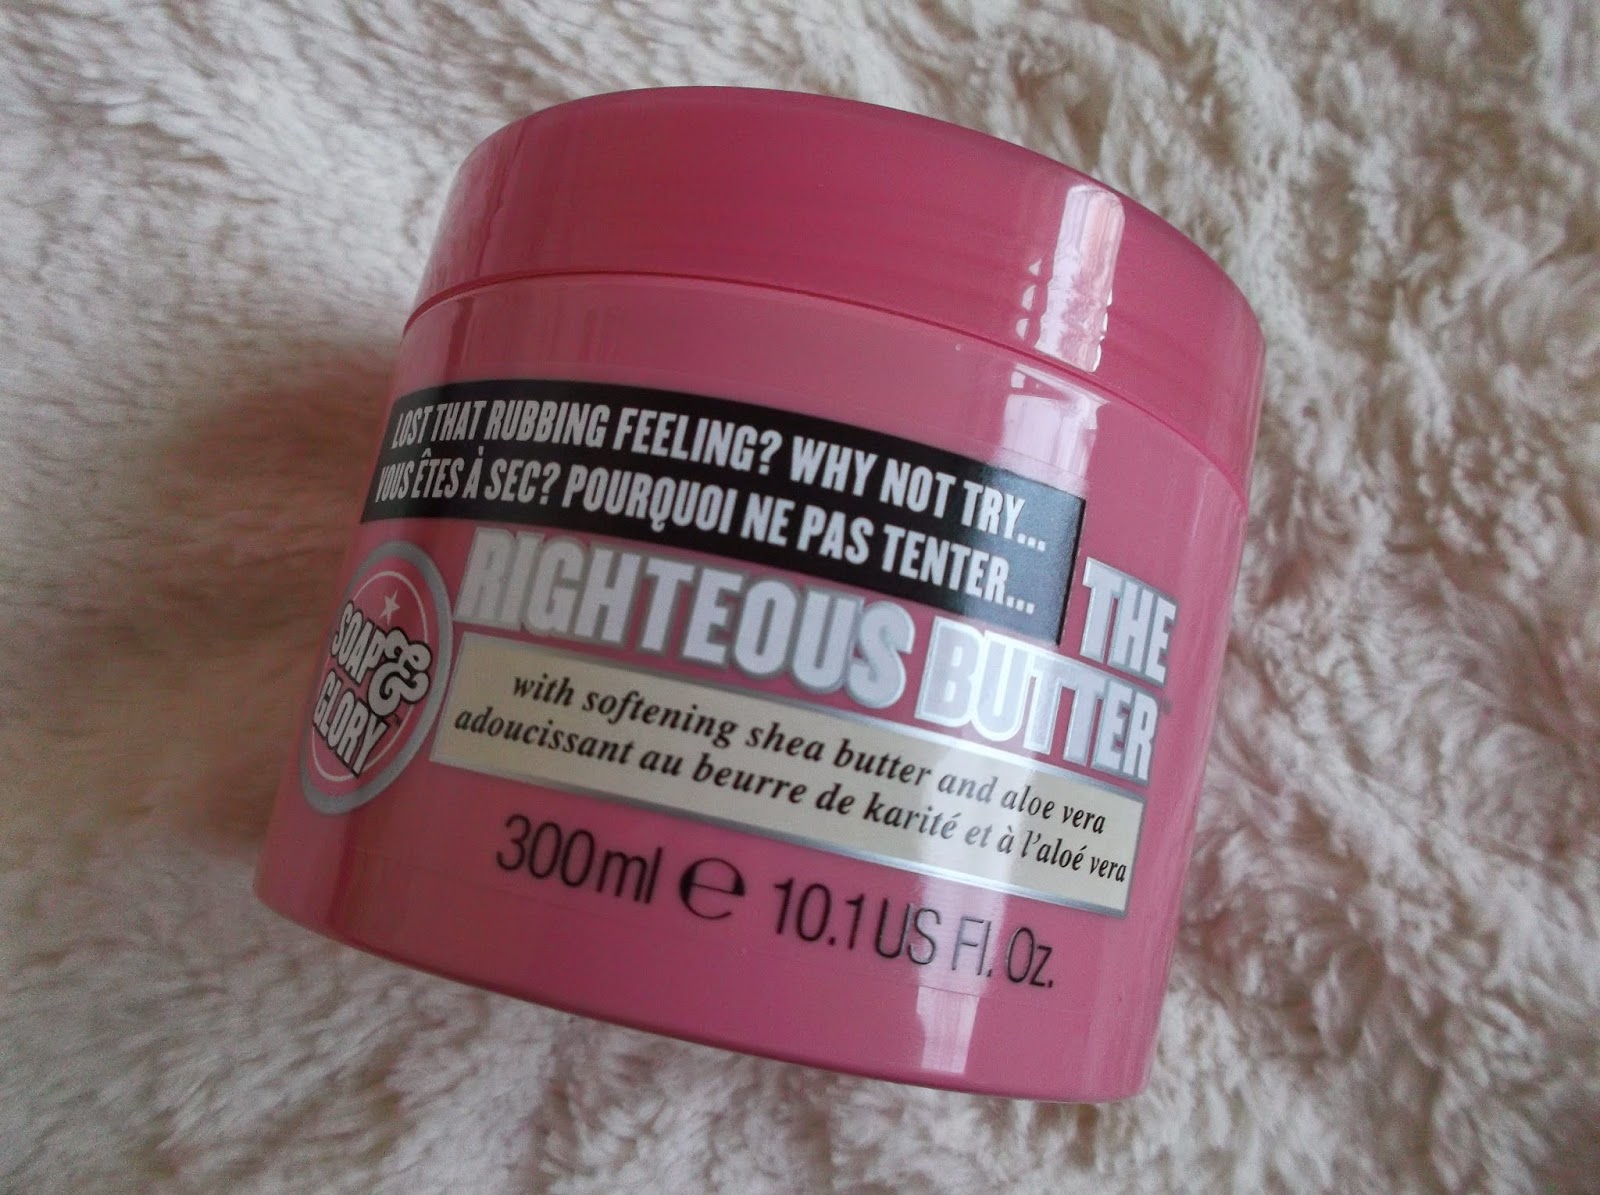 LOST THAT RUBBING FEELING? WHY NOT TRY...
VOUS ÊTES À SEC? POURQUOI NE PAS TENTER...
THE
RIGHTEOUS BUTTER™
SOAP &
GLORY™
with softening shea butter and aloe vera
adoucissant au beurre de karité et à l'aloé vera
300ml ℮ 10.1 US Fl. Oz.